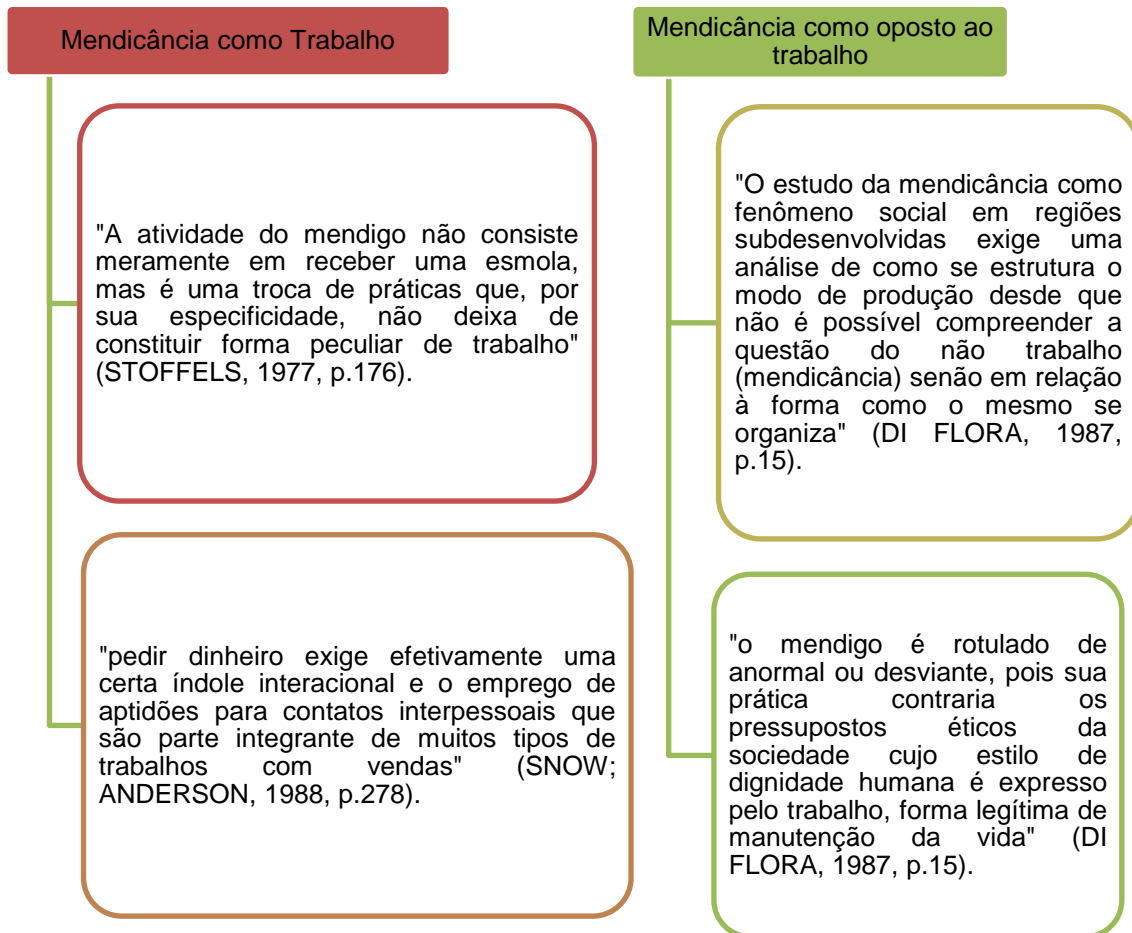 Mendicância como Trabalho
"A atividade do mendigo não consiste
meramente em receber uma esmola,
mas é uma troca de práticas que, por
sua especificidade, não deixa de
constituir forma peculiar de trabalho"
(STOFFELS, 1977, p.176).
"pedir dinheiro exige efetivamente uma
certa índole interacional e o emprego de
aptidões para contatos interpessoais que
são parte integrante de muitos tipos de
trabalhos com vendas" (SNOW;
ANDERSON, 1988, p.278).
Mendicância como oposto ao
trabalho
"O estudo da mendicância como
fenômeno social em regiões
subdesenvolvidas exige uma
análise de como se estrutura o
modo de produção desde que
não é possível compreender a
questão do não trabalho
(mendicância) senão em relação
à forma como o mesmo se
organiza" (DI FLORA, 1987,
p.15).
"o mendigo é rotulado de
anormal ou desviante, pois sua
prática contraria os
pressupostos éticos da
sociedade cujo estilo de
dignidade humana é expresso
pelo trabalho, forma legítima de
manutenção da vida" (DI
FLORA, 1987, p.15).